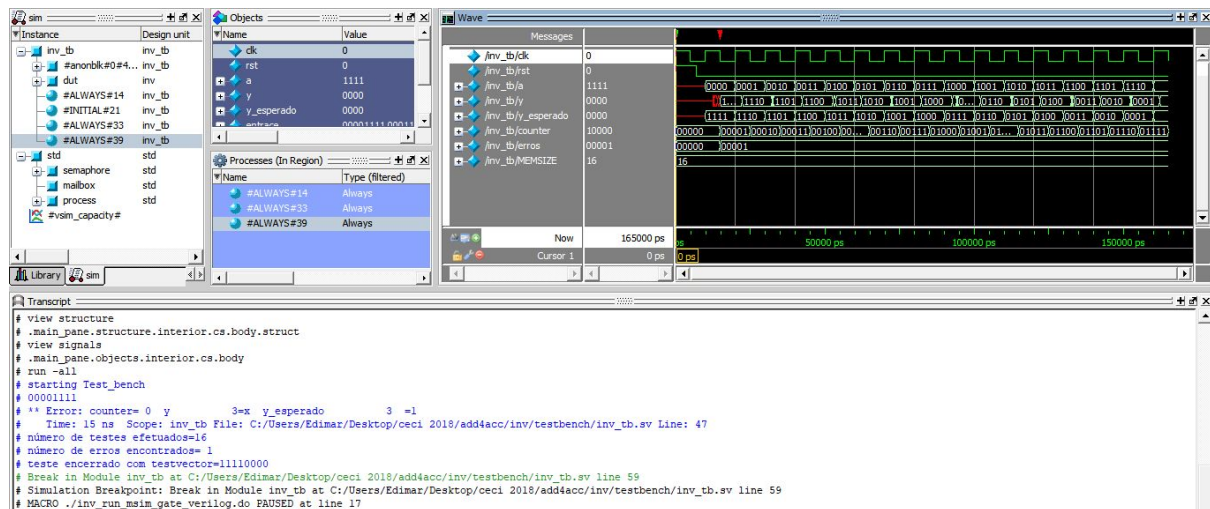 sim
Instance Design unit
inv_tb inv_tb
#anonblk#0#4... inv_tb
dut inv
#ALWAYS#14 inv_tb
#INITIAL#21 inv_tb
#ALWAYS#33 inv_tb
#ALWAYS#39 inv_tb
std std
semaphore std
mailbox std
process std
#vsim_capacity#
Library sim
Objects
Name Value
clk 0
rst 0
a 1111
y 0000
y_esperado 0000
entrace 00001111 00011
Processes (In Region)
Name Type (filtered)
#ALWAYS#14 Always
#ALWAYS#33 Always
#ALWAYS#39 Always
Wave
Messages
/inv_tb/clk 0
/inv_tb/rst 0
/inv_tb/a 1111 0000 0001 0010 0011 0100 0101 0110 0111 1000 1001 1010 1011 1100 1101 1110
/inv_tb/y 0000 1... 1110 1101 1100 1011 1010 1001 1000 0... 0110 0101 0100 0011 0010 0001
/inv_tb/y_esperado 0000 1111 1110 1101 1100 1011 1010 1001 1000 0111 0110 0101 0100 0011 0010 0001
/inv_tb/counter 10000 00000 00001 00010 00011 00100 00... 00110 00111 01000 01001 01... 01011 01100 01101 01110 01111
/inv_tb/erros 00001 00000 00001
/inv_tb/MEMSIZE 16 16
Now 165000 ps ps 50000 ps 100000 ps 150000 ps
Cursor 1 0 ps 0 ps
Transcript
# view structure
# .main_pane.structure.interior.cs.body.struct
# view signals
# .main_pane.objects.interior.cs.body
# run -all
# starting Test_bench
# 00001111
# ** Error: counter= 0 y 3=x y_esperado 3 =1
# Time: 15 ns Scope: inv_tb File: C:/Users/Edimar/Desktop/ceci 2018/add4acc/inv/testbench/inv_tb.sv Line: 47
# número de testes efetuados=16
# número de erros encontrados= 1
# teste encerrado com testvector=11110000
# Break in Module inv_tb at C:/Users/Edimar/Desktop/ceci 2018/add4acc/inv/testbench/inv_tb.sv line 59
# Simulation Breakpoint: Break in Module inv_tb at C:/Users/Edimar/Desktop/ceci 2018/add4acc/inv/testbench/inv_tb.sv line 59
# MACRO ./inv_run_msim_gate_verilog.do PAUSED at line 17